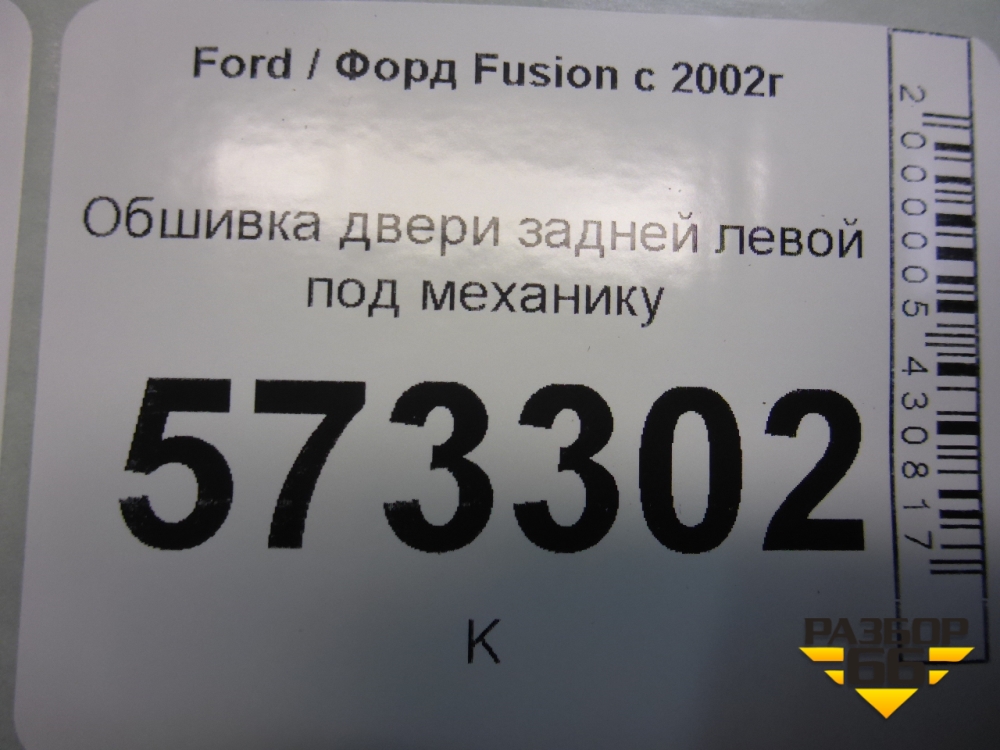 Ford / Форд Fusion с 2002г
Обшивка двери задней левой
под механику
573302
К
2000005430817
РАЗБОР
66